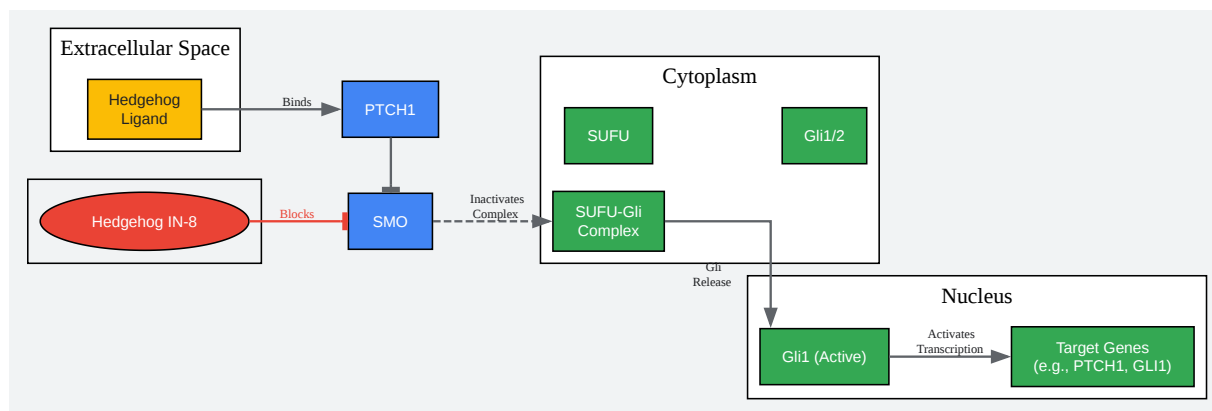 Extracellular Space
Hedgehog
Ligand
Binds
PTCH1
Cytoplasm
SUFU
Gli1/2
Hedgehog IN-8
Blocks
SMO
Inactivates
Complex
SUFU-Gli
Complex
Gli
Release
Nucleus
Gli1 (Active)
Activates
Transcription
Target Genes
(e.g., PTCH1, GLI1)